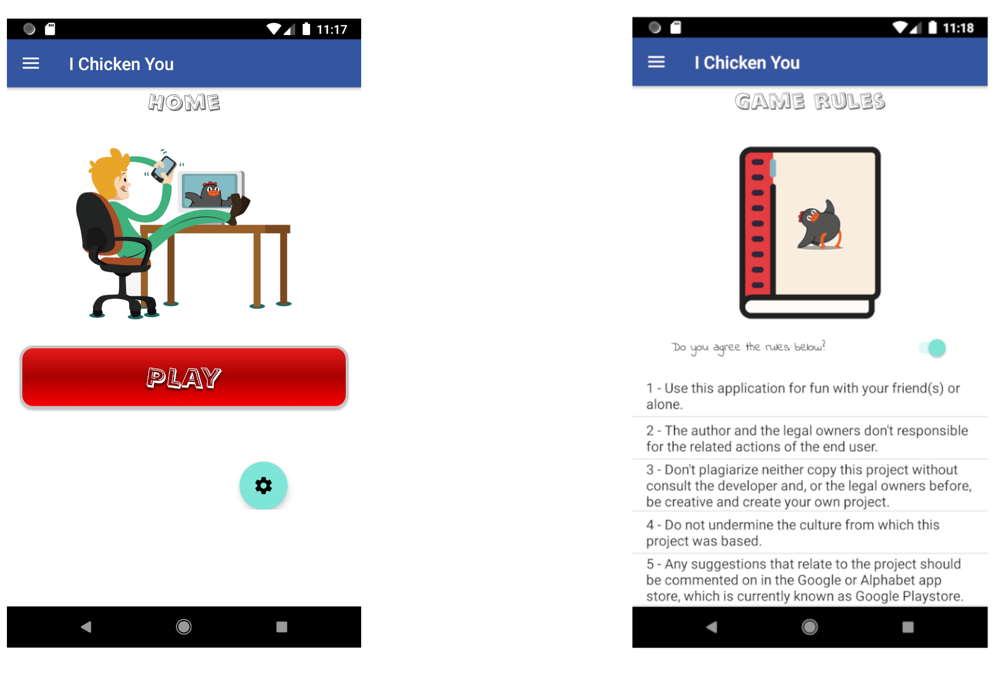 11:17
I Chicken You
HOME
PLAY
11:18
I Chicken You
GAME RULES
Do you agree the rules below?
1 - Use this application for fun with your friend(s) or
alone.
2 - The author and the legal owners don't responsible
for the related actions of the end user.
3 - Don't plagiarize neither copy this project without
consult the developer and, or the legal owners before,
be creative and create your own project.
4 - Do not undermine the culture from which this
project was based.
5 - Any suggestions that relate to the project should
be commented on in the Google or Alphabet app
store, which is currently known as Google Playstore.